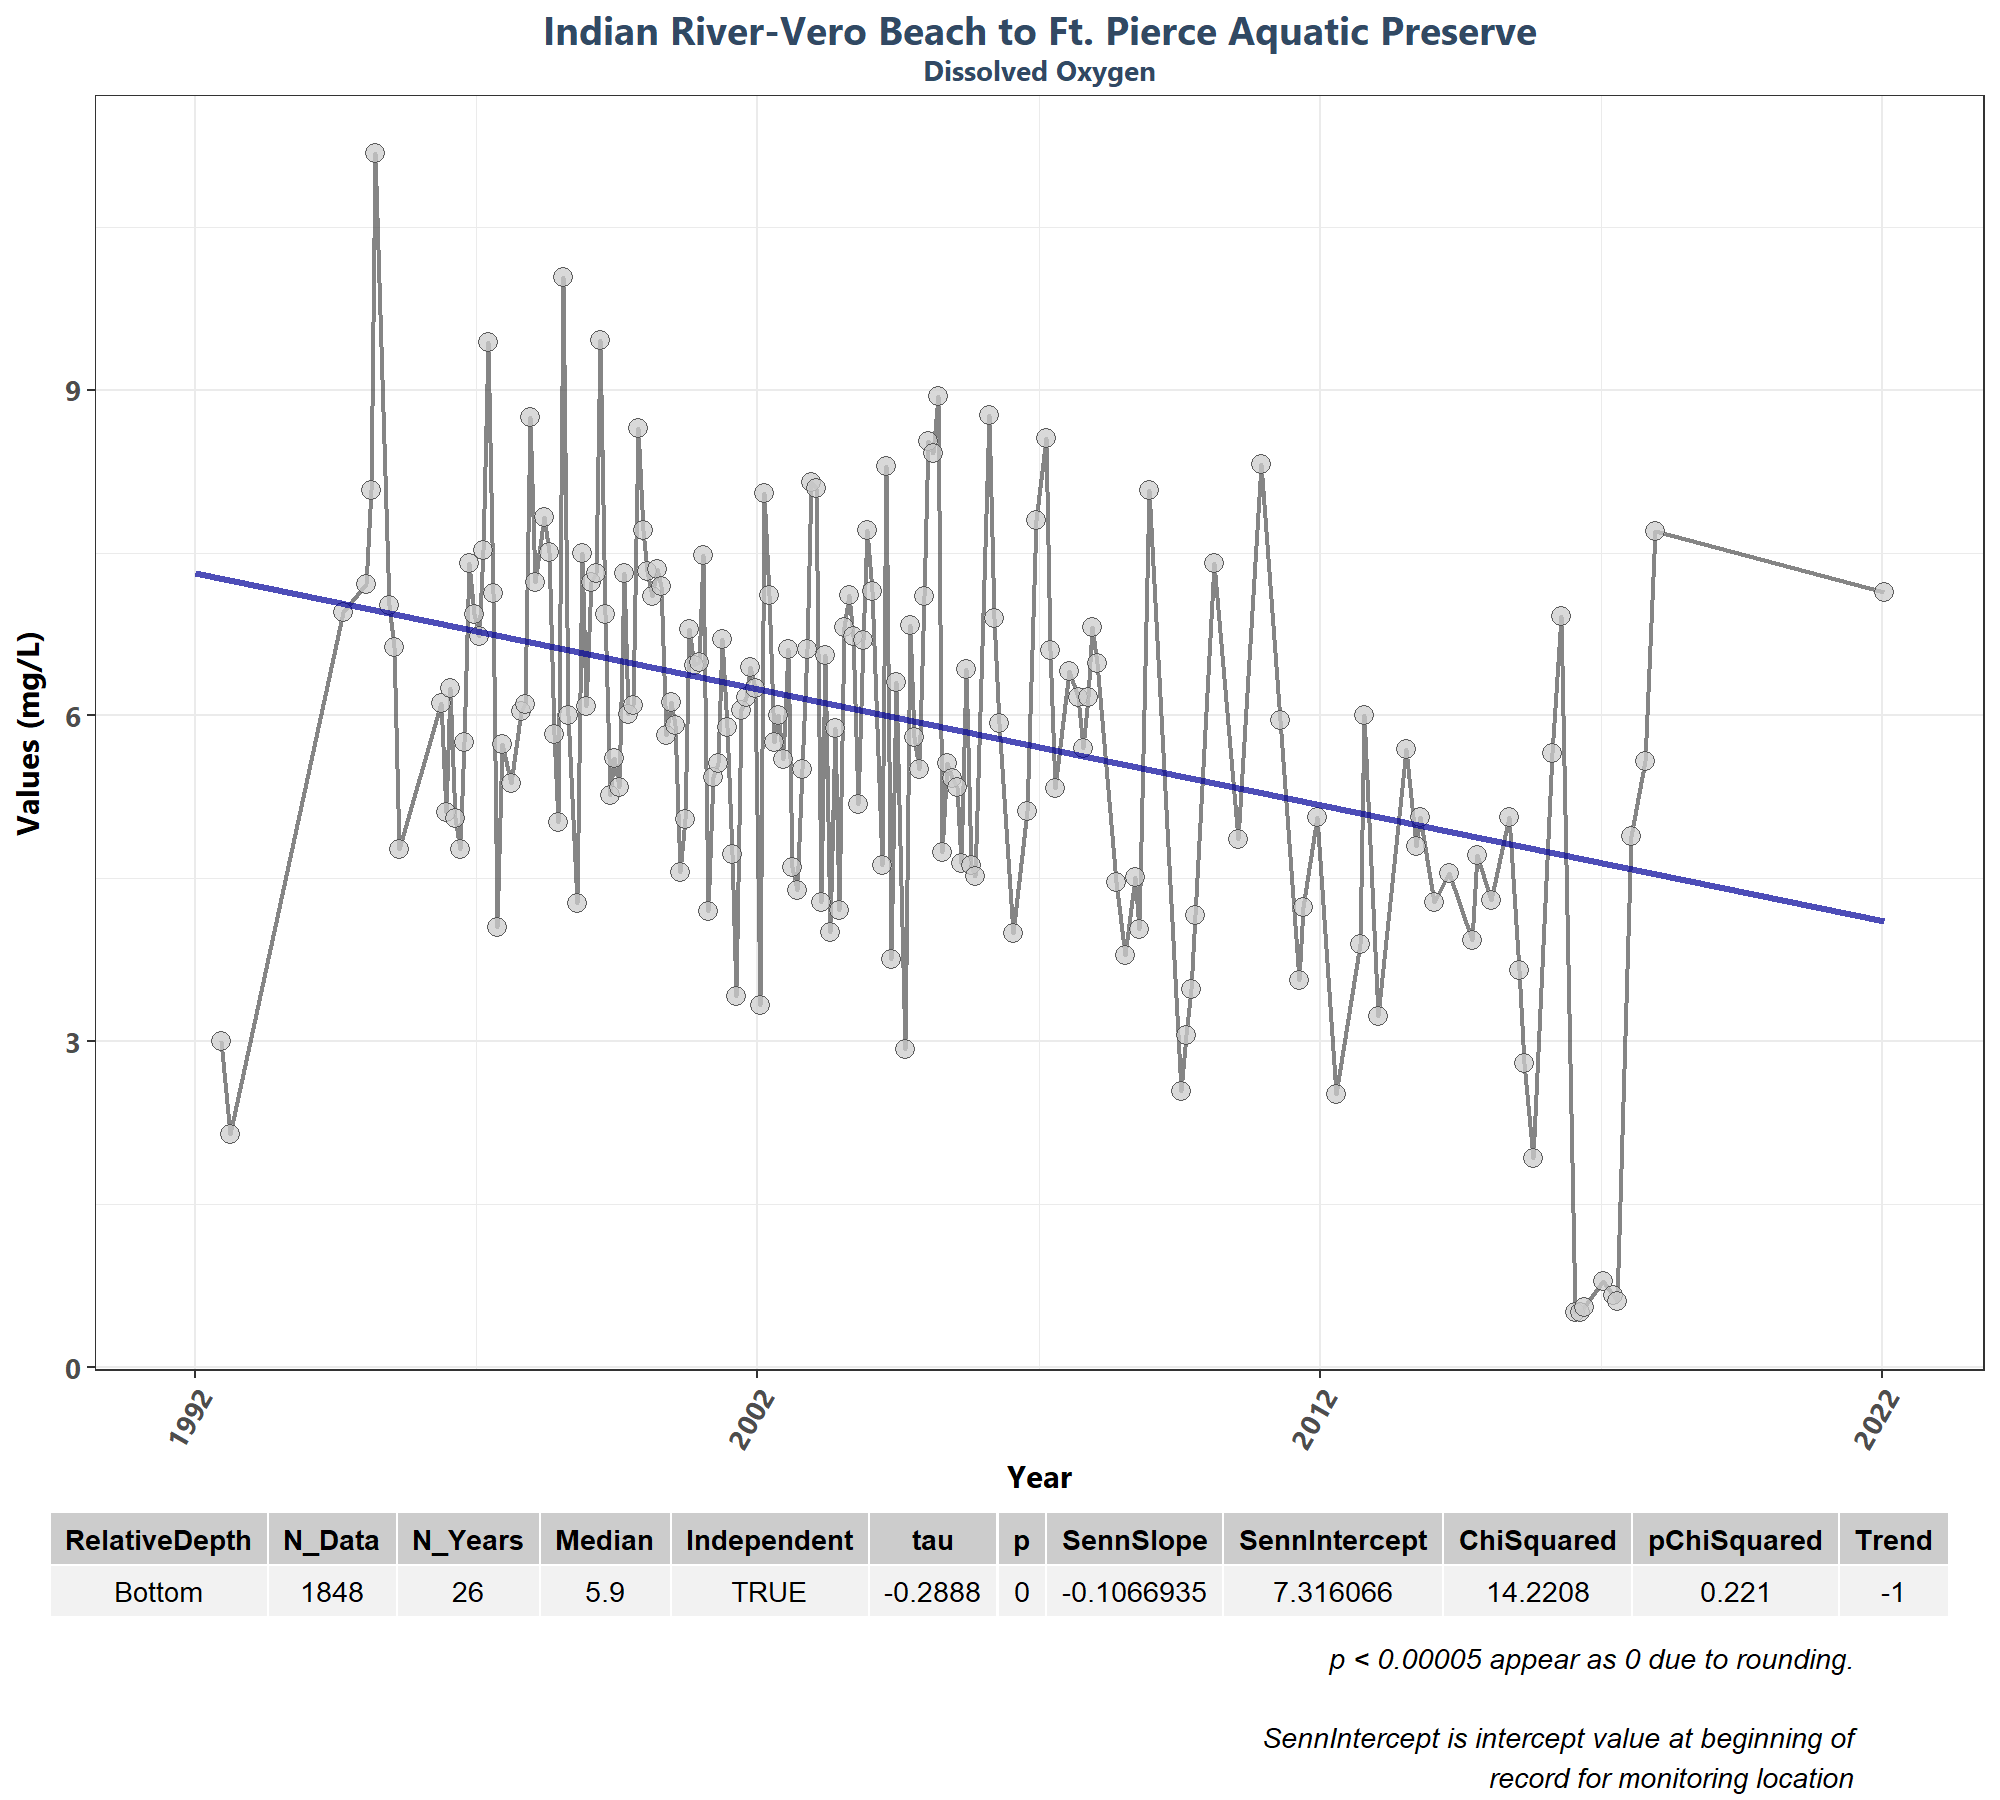 Indian River-Vero Beach to Ft. Pierce Aquatic Preserve
Dissolved Oxygen
Values (mg/L)
9
6
3
0
1992 2002 2012 2022
Year
RelativeDepth N_Data N_Years Median Independent tau p SennSlope SennIntercept ChiSquared pChiSquared Trend
Bottom 1848 26 5.9 TRUE -0.2888 0 -0.1066935 7.316066 14.2208 0.221 -1
p < 0.00005 appear as 0 due to rounding.
SennIntercept is intercept value at beginning of
record for monitoring location